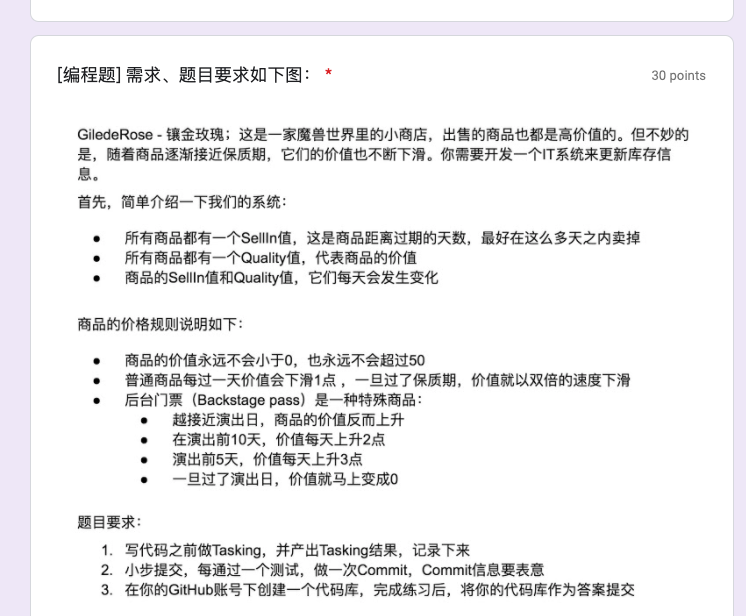 [编程题] 需求、题目要求如下图： *
30 points
GiledeRose - 镶金玫瑰；这是一家魔兽世界里的小商店，出售的商品也都是高价值的。但不妙的
是，随着商品逐渐接近保质期，它们的价值也不断下滑。你需要开发一个IT系统来更新库存信
息。
首先，简单介绍一下我们的系统：
● 所有商品都有一个SellIn值，这是商品距离过期的天数，最好在这么多天之内卖掉
● 所有商品都有一个Quality值，代表商品的价值
● 商品的SellIn值和Quality值，它们每天会发生变化
商品的价格规则说明如下：
● 商品的价值永远不会小于0，也永远不会超过50
● 普通商品每过一天价值会下滑1点 ，一旦过了保质期，价值就以双倍的速度下滑
● 后台门票（Backstage pass）是一种特殊商品：
● 越接近演出日，商品的价值反而上升
● 在演出前10天，价值每天上升2点
● 演出前5天，价值每天上升3点
● 一旦过了演出日，价值就马上变成0
题目要求：
1. 写代码之前做Tasking，并产出Tasking结果，记录下来
2. 小步提交，每通过一个测试，做一次Commit，Commit信息要表意
3. 在你的GitHub账号下创建一个代码库，完成练习后，将你的代码库作为答案提交